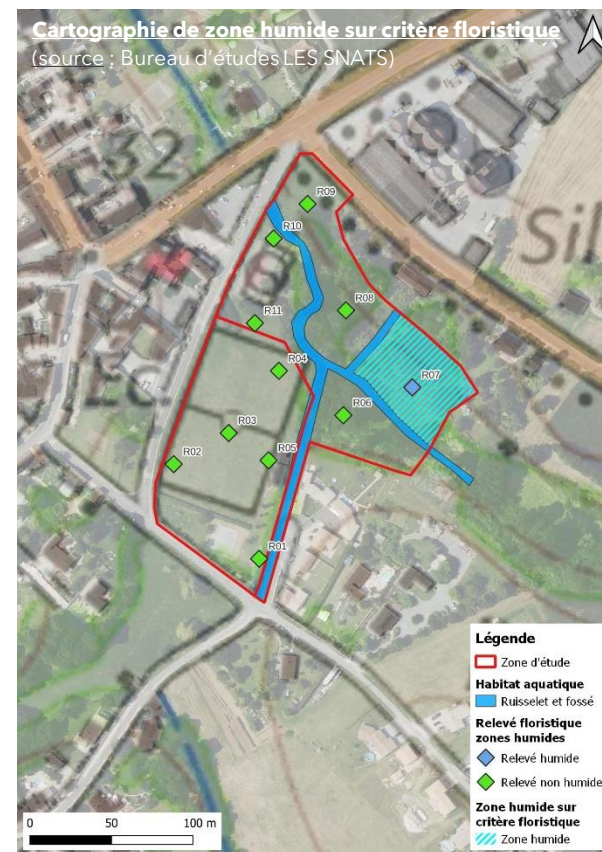 Cartographie de zone humide sur critère floristique
(source : Bureau d'études LES SNATS)
32
Sil
R09
R10
R08
R11
R04
R07
R06
R03
R02
R05
R01
Légende
Zone d'étude
Habitat aquatique
Ruisselet et fossé
Relevé floristique
zones humides
Relevé humide
Relevé non humide
Zone humide sur
critère floristique
Zone humide
0 50 100 m